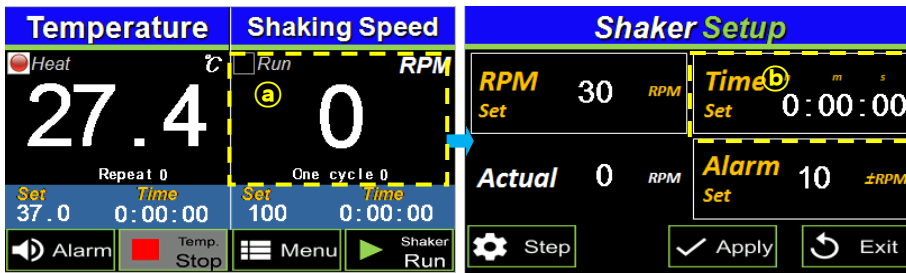 Temperature
Shaking Speed
Heat
℃
Run
RPM
ⓐ
27.4
0
Repeat 0
One cycle 0
Set
Time
Set
Time
37.0
0:00:00
100
0:00:00
Alarm
Temp.
Stop
Menu
Shaker
Run
Shaker Setup
RPM
Set
30
RPM
Time
ⓑ
m
s
Set
0:00:00
Actual
0
RPM
Alarm
Set
10
±RPM
Step
Apply
Exit